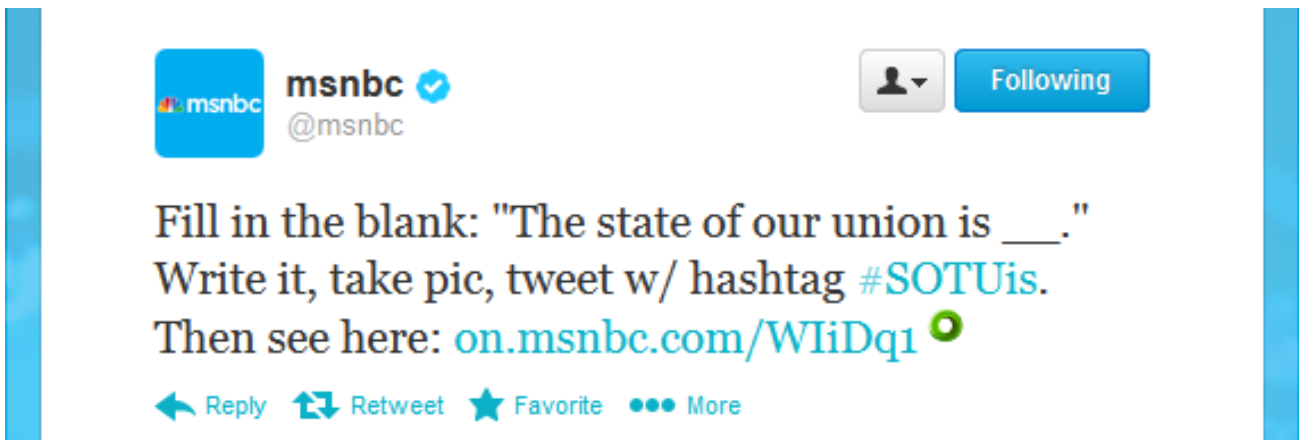 msnbc
msnbc
@msnbc
Following
Fill in the blank: "The state of our union is __."
Write it, take pic, tweet w/ hashtag #SOTUis.
Then see here: on.msnbc.com/WIiDq1
Reply Retweet Favorite More